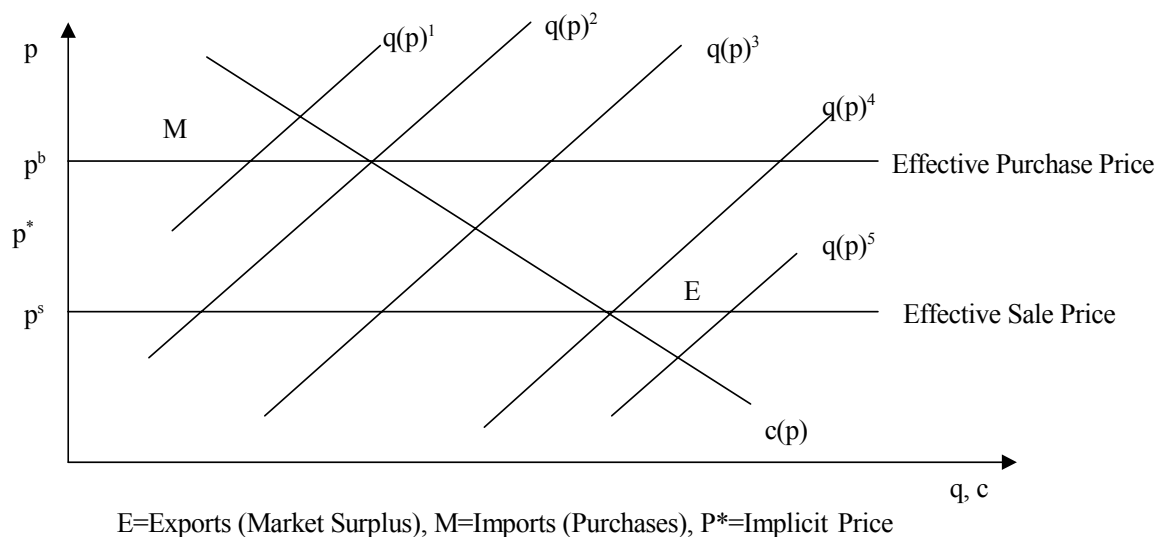 p
q(p)¹
q(p)²
q(p)³
q(p)⁴
M
pᵇ
Effective Purchase Price
p*
q(p)⁵
E
pˢ
Effective Sale Price
c(p)
q, c
E=Exports (Market Surplus), M=Imports (Purchases), P*=Implicit Price